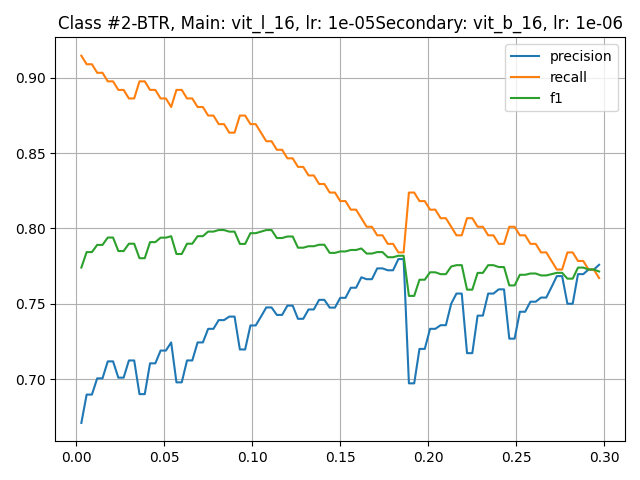 Class #2-BTR, Main: vit_l_16, lr: 1e-05Secondary: vit_b_16, lr: 1e-06
precision
recall
f1
0.90
0.85
0.80
0.75
0.70
0.00 0.05 0.10 0.15 0.20 0.25 0.30